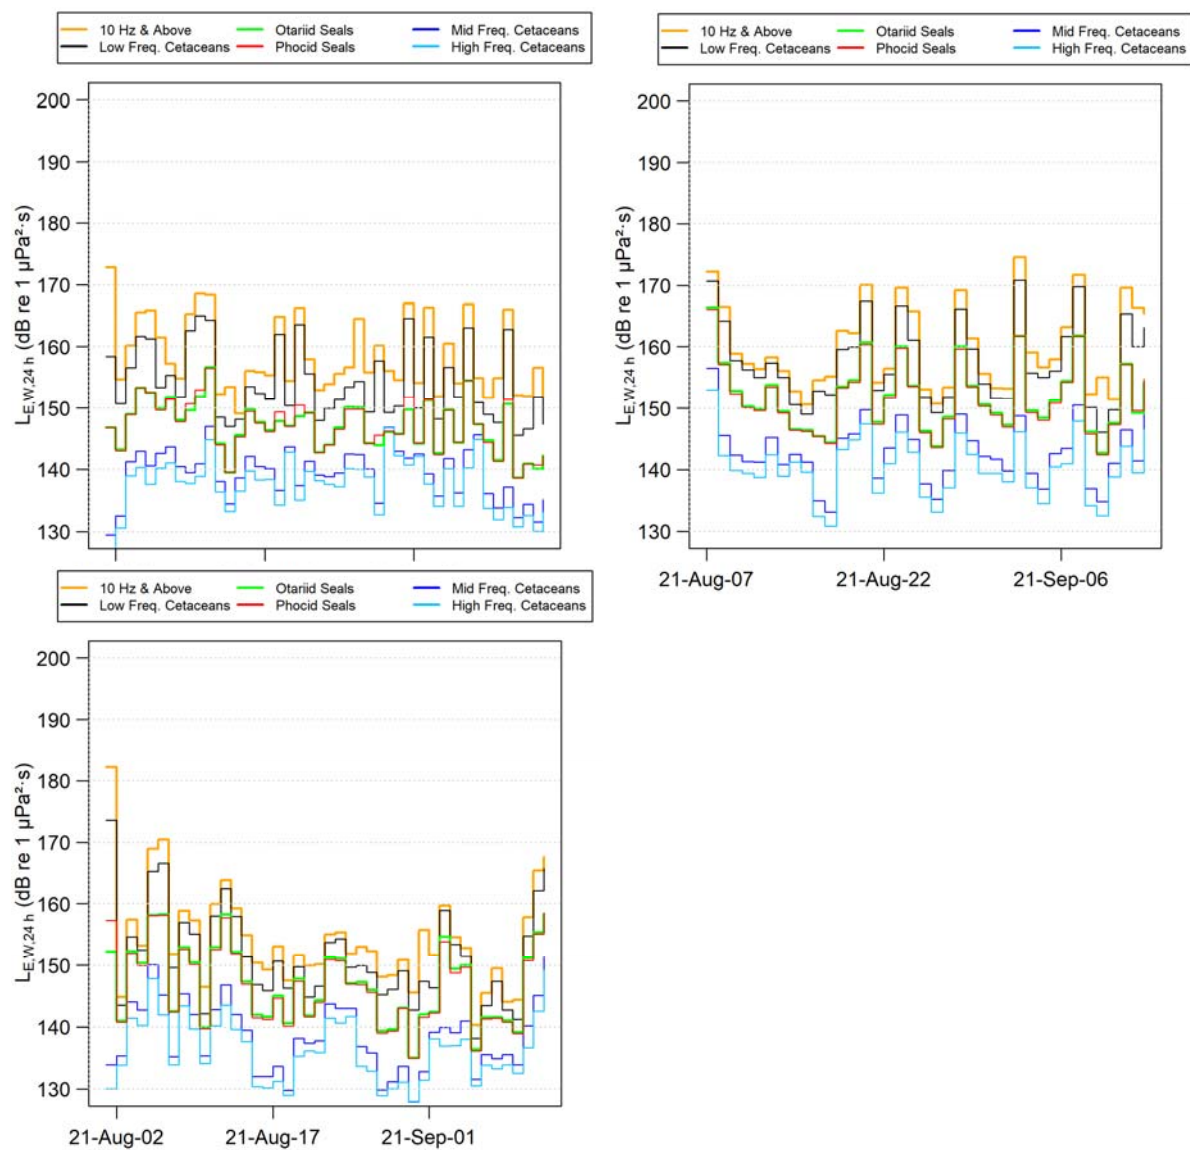 10 Hz & Above Otariid Seals Mid Freq. Cetaceans
Low Freq. Cetaceans Phocid Seals High Freq. Cetaceans
200
190
180
170
160
150
140
130
L_E,W,24 h (dB re 1 µPa²·s)
10 Hz & Above Otariid Seals Mid Freq. Cetaceans
Low Freq. Cetaceans Phocid Seals High Freq. Cetaceans
200
190
180
170
160
150
140
130
L_E,W,24 h (dB re 1 µPa²·s)
21-Aug-07 21-Aug-22 21-Sep-06
10 Hz & Above Otariid Seals Mid Freq. Cetaceans
Low Freq. Cetaceans Phocid Seals High Freq. Cetaceans
200
190
180
170
160
150
140
130
L_E,W,24 h (dB re 1 µPa²·s)
21-Aug-02 21-Aug-17 21-Sep-01